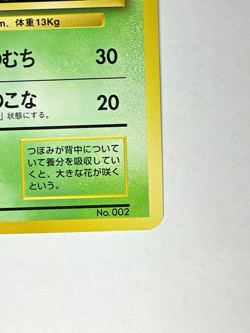 m、体重13Kg
のむち 30
のこな 20
」状態にする。
つぼみが背中について
いて養分を吸収してい
くと、大きな花が咲く
という。
No. 002